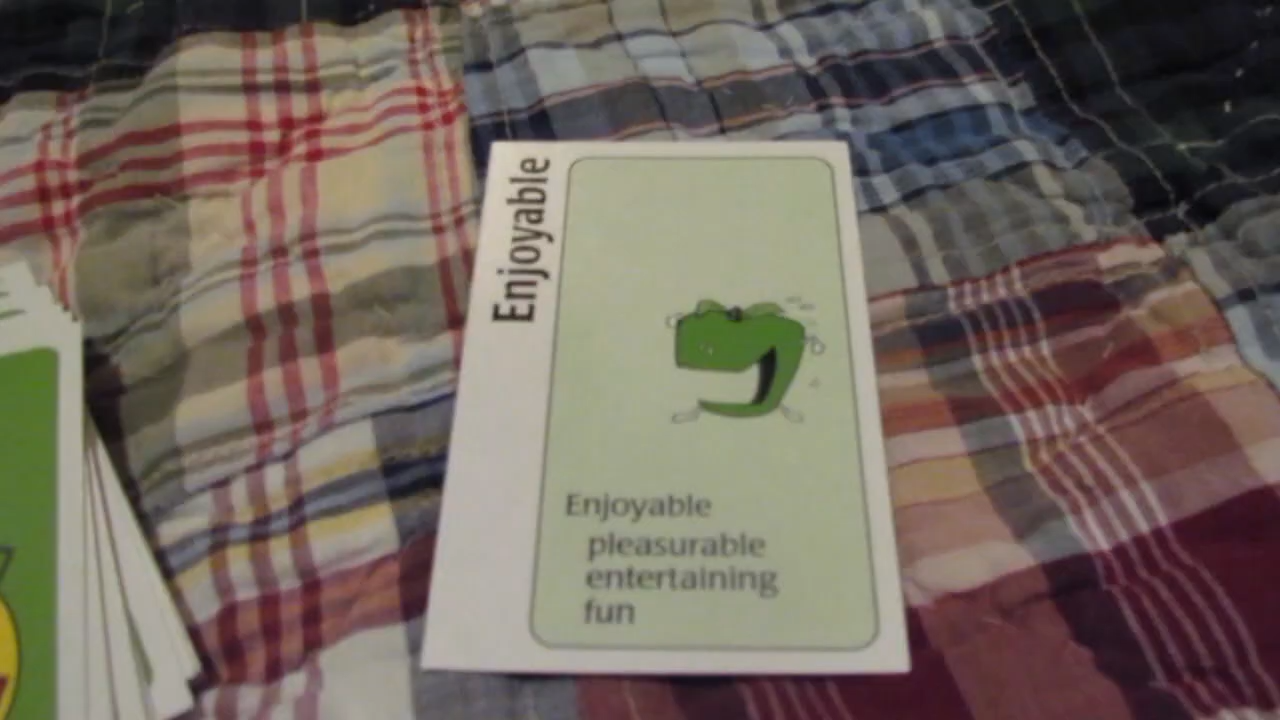 Enjoyable
Enjoyable
pleasurable
entertaining
fun